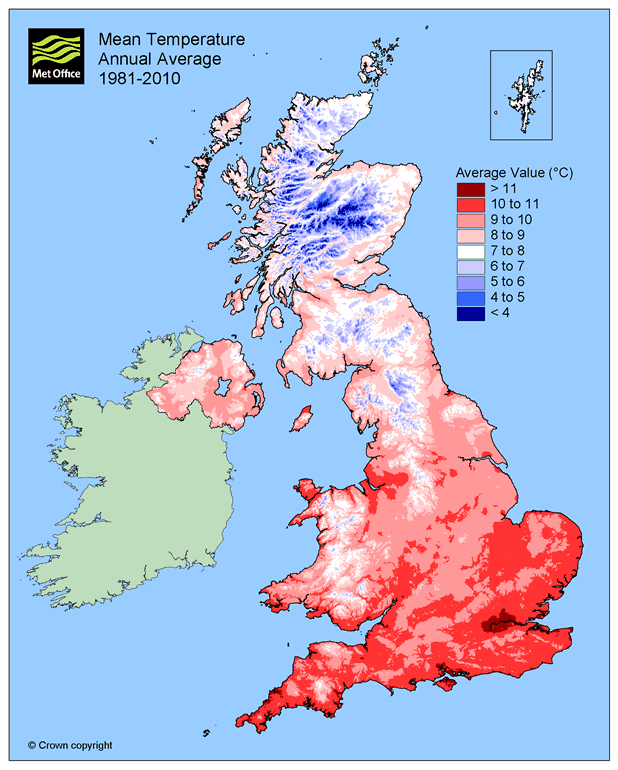 Met Office
Mean Temperature
Annual Average
1981-2010
Average Value (°C)
> 11
10 to 11
9 to 10
8 to 9
7 to 8
6 to 7
5 to 6
4 to 5
< 4
© Crown copyright